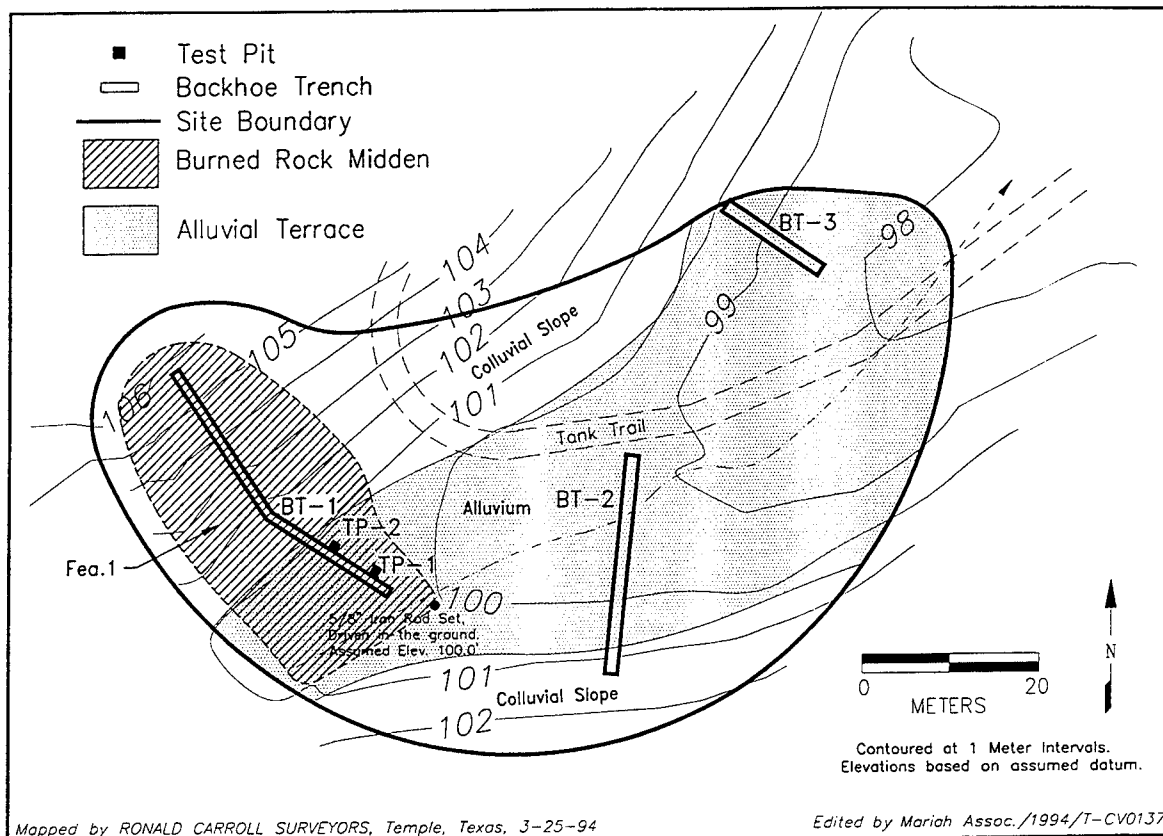 Test Pit
Backhoe Trench
Site Boundary
Burned Rock Midden
Alluvial Terrace
BT-3
98
104
103
102
101
105
106
99
Colluvial Slope
Tank Trail
BT-1
TP-2
TP-1
Fea.1
Alluvium
BT-2
100
5/8" Iron Rod Set,
Driven in the ground,
Assumed Elev. 100.0'
101
Colluvial Slope
102
N
0 20
METERS
Contoured at 1 Meter Intervals.
Elevations based on assumed datum.
Mapped by RONALD CARROLL SURVEYORS, Temple, Texas, 3-25-94
Edited by Mariah Assoc./1994/T-CV0137